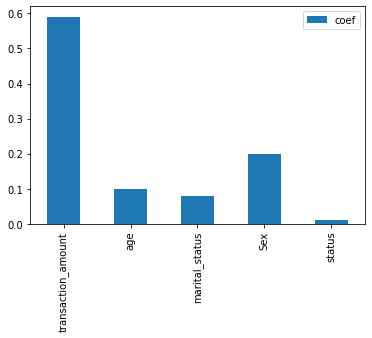 0.6
0.5
0.4
0.3
0.2
0.1
0.0
coef
transaction_amount
age
marital_status
Sex
status